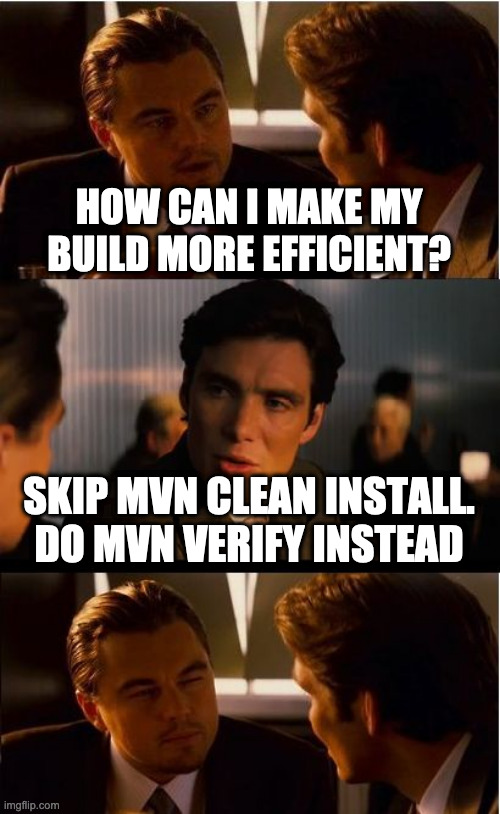 HOW CAN I MAKE MY
BUILD MORE EFFICIENT?
SKIP MVN CLEAN INSTALL.
DO MVN VERIFY INSTEAD
imgflip.com